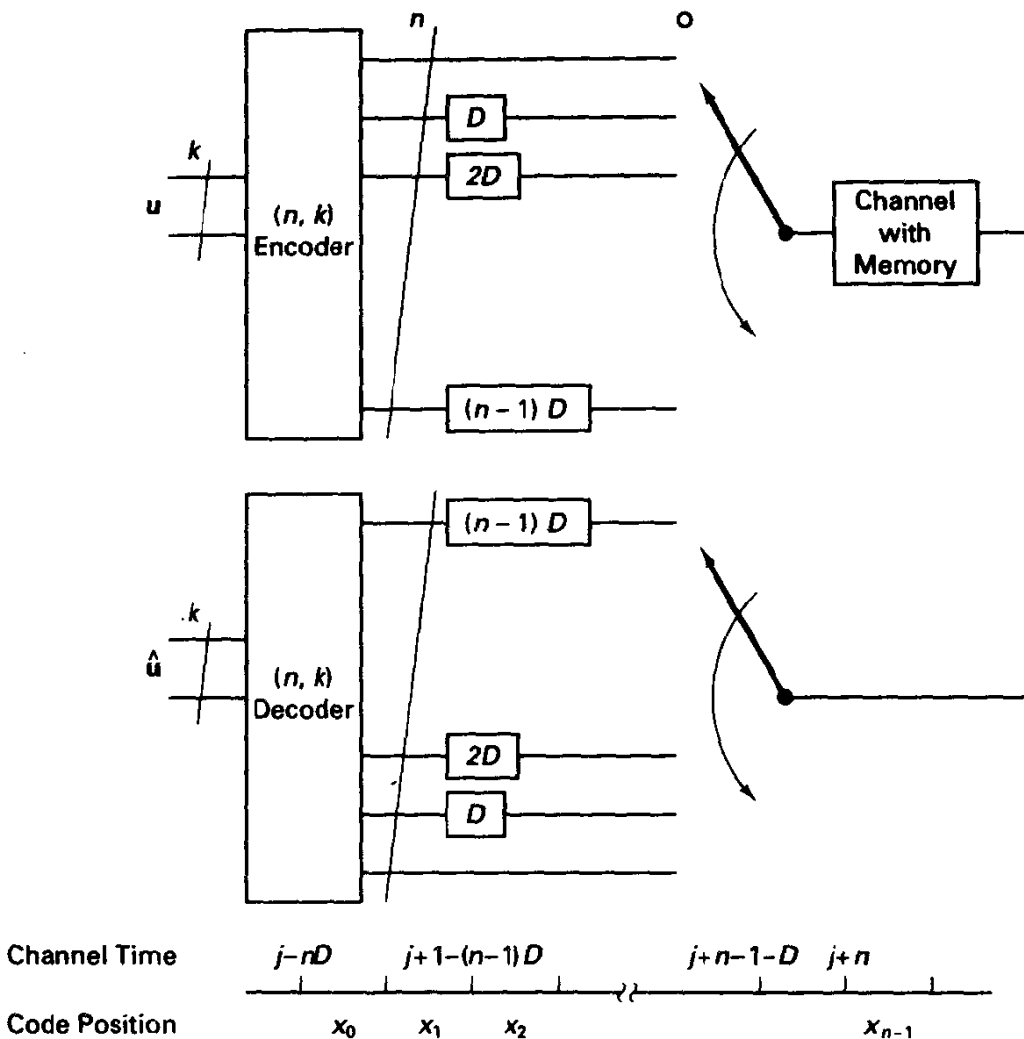 n
O
D
k
2D
u
(n, k)
Encoder
Channel
with
Memory
(n – 1) D
(n – 1) D
.k
û
(n, k)
Decoder
2D
D
Channel Time j–nD j+1–(n–1)D j+n-1-D j+n
Code Position x₀ x₁ x₂ xₙ₋₁